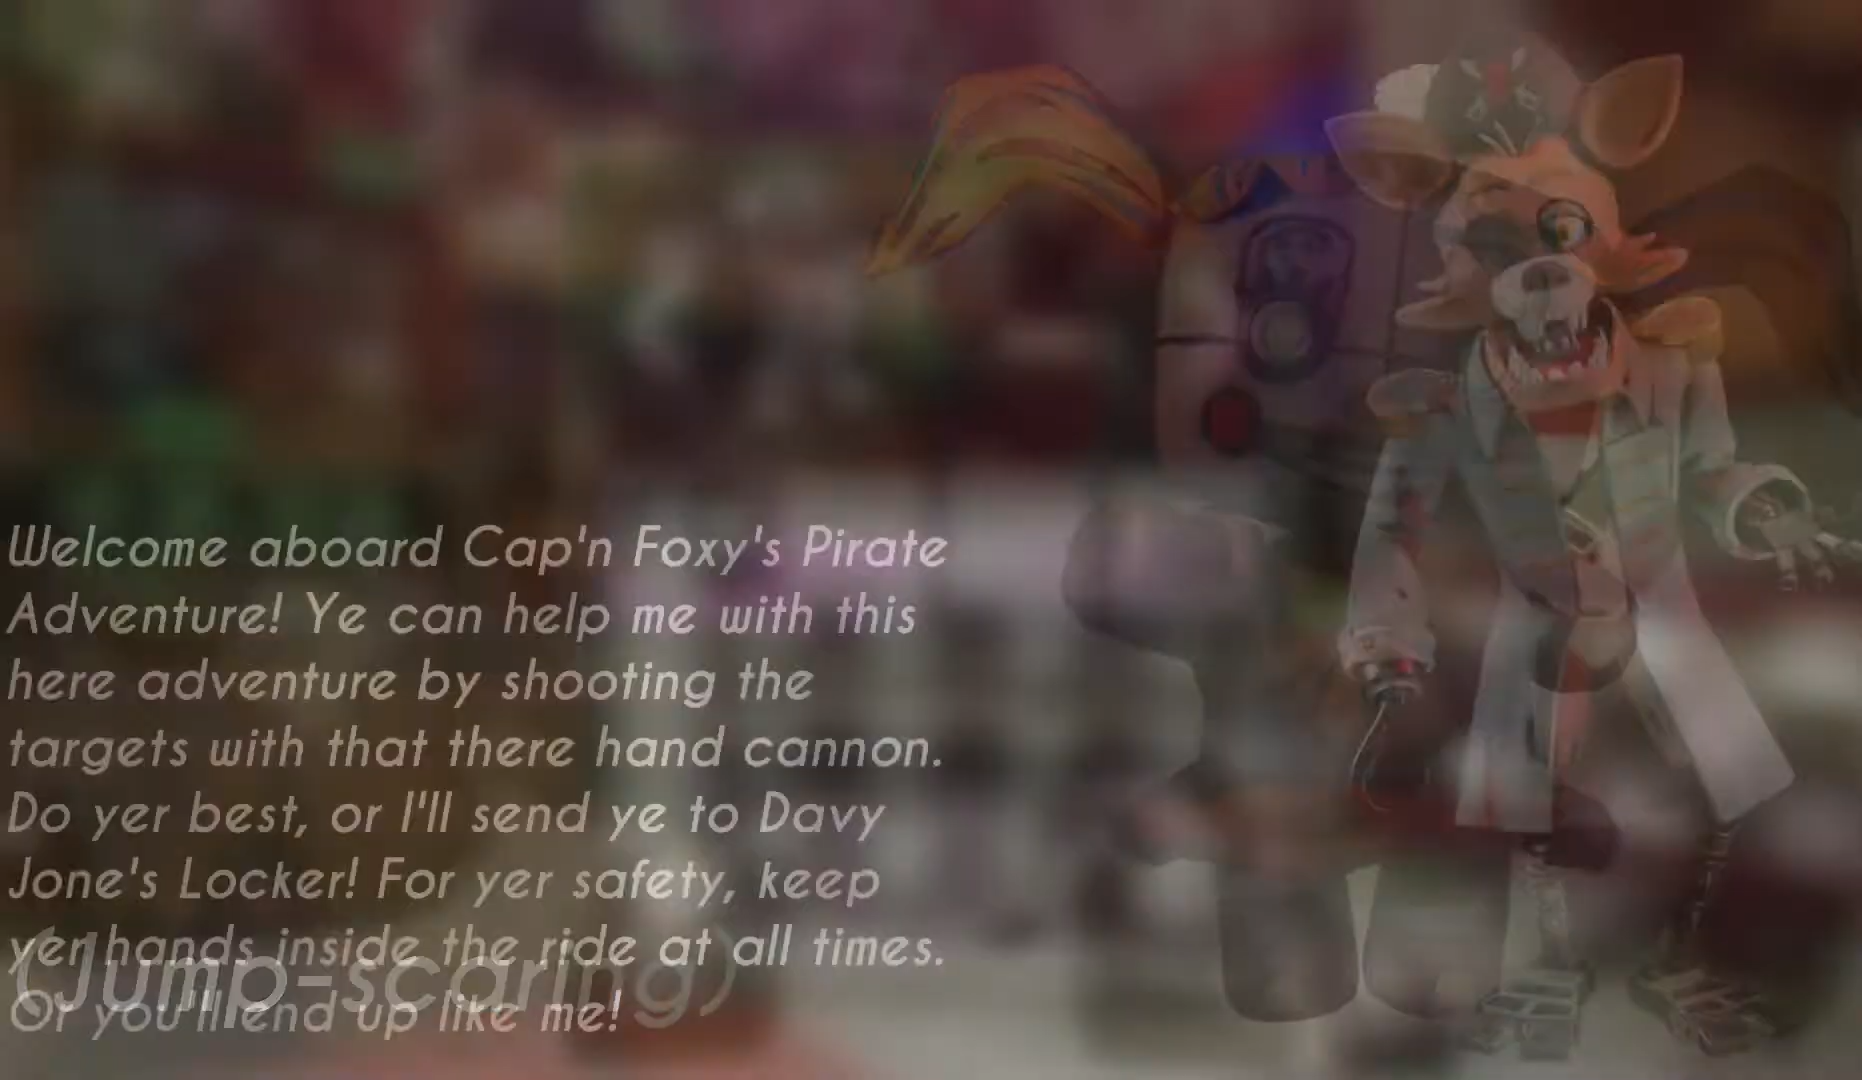 Welcome aboard Cap'n Foxy's Pirate
Adventure! Ye can help me with this
here adventure by shooting the
targets with that there hand cannon.
Do yer best, or I'll send ye to Davy
Jone's Locker! For yer safety, keep
yer hands inside the ride at all times.
(Jump-scaring)
Or you'll end up like me!